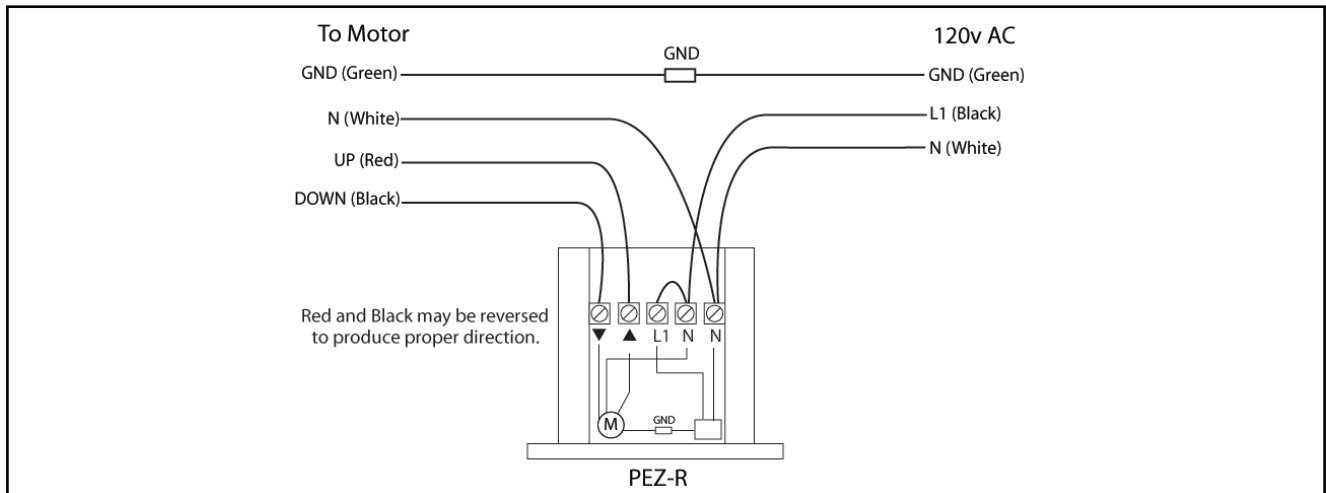 To Motor
120v AC
GND
GND (Green)
GND (Green)
N (White)
L1 (Black)
UP (Red)
N (White)
DOWN (Black)
Red and Black may be reversed
to produce proper direction.
▼ ▲ L1 N N
M
GND
PEZ-R